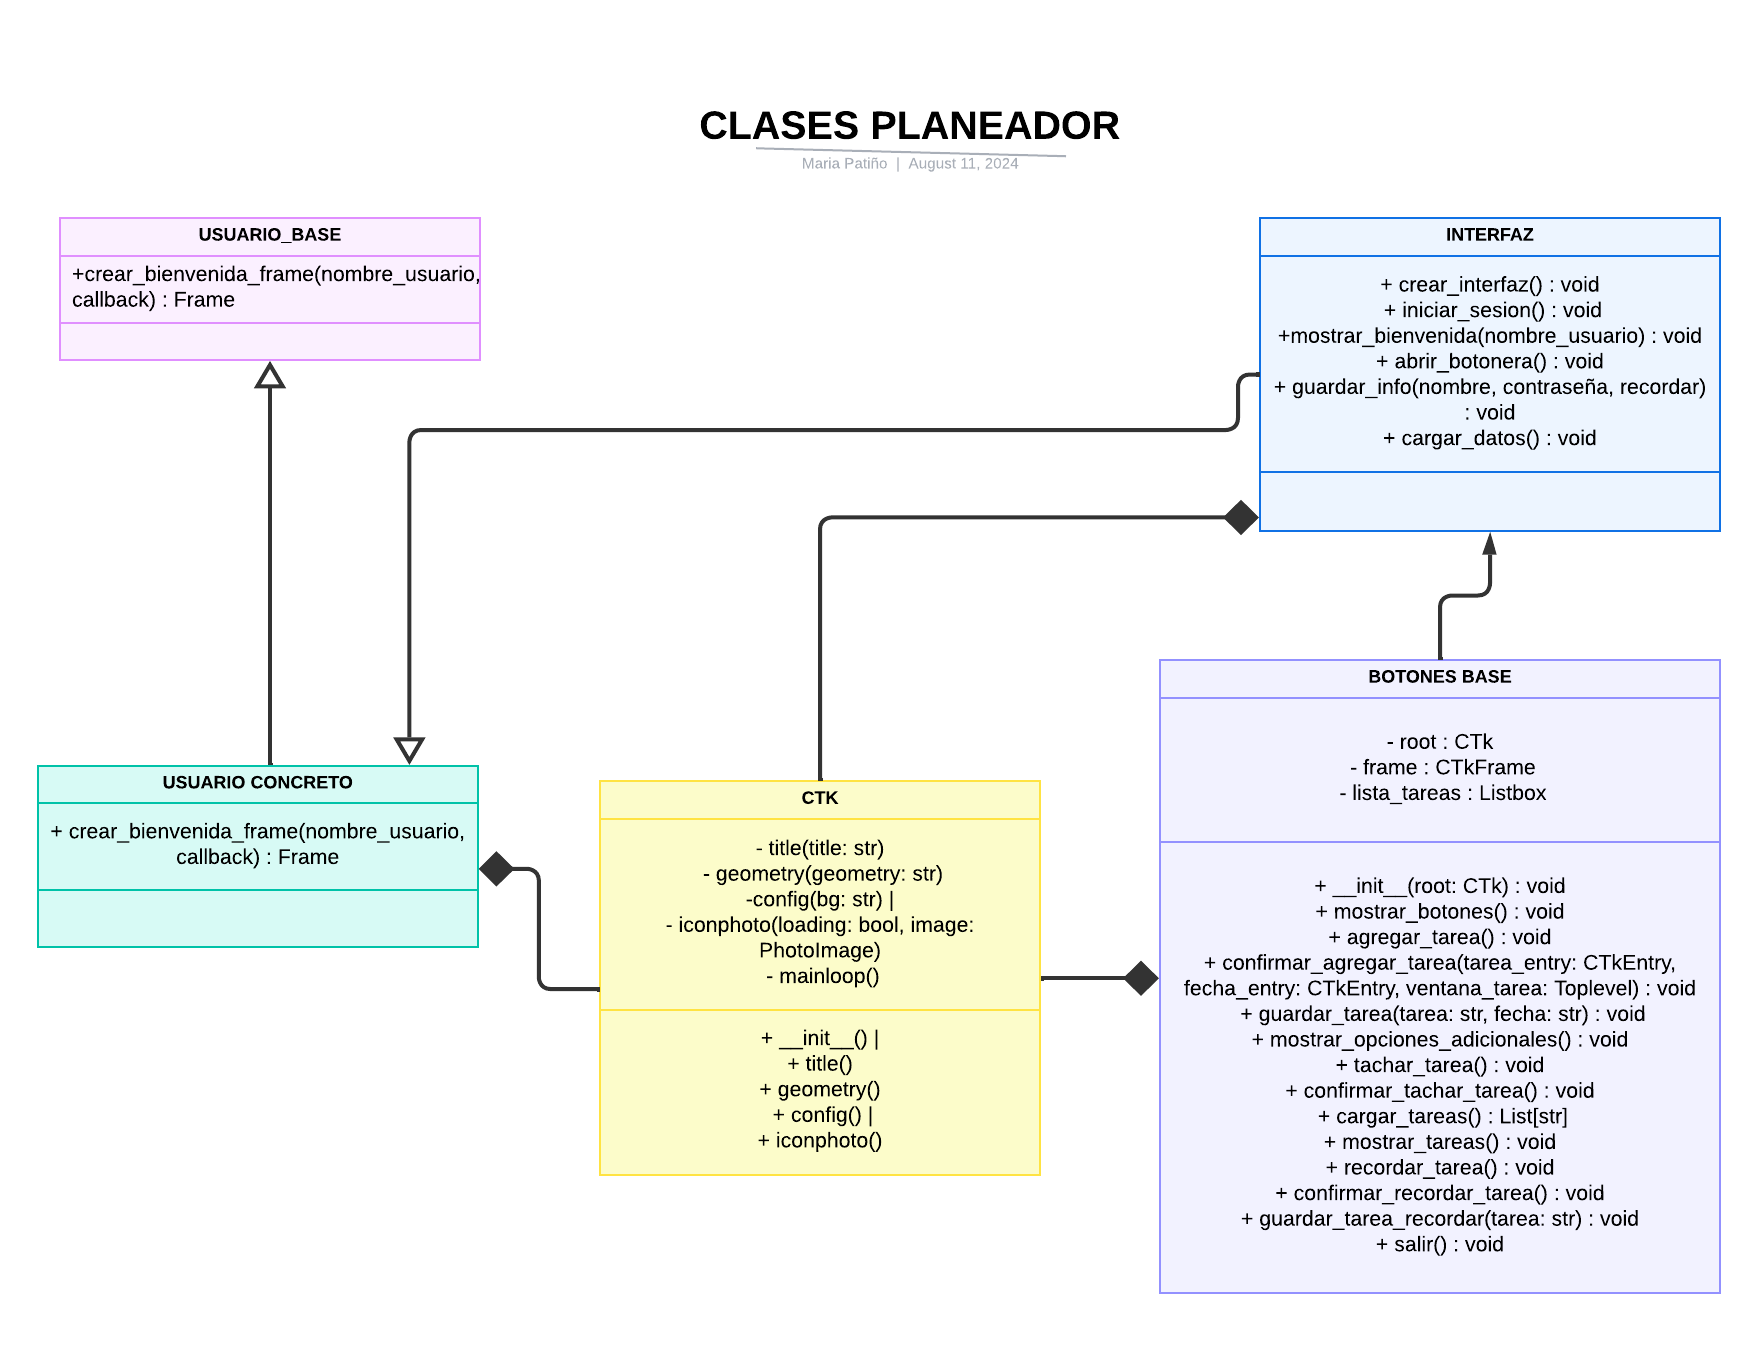 CLASES PLANEADOR
Maria Patiño | August 11, 2024
USUARIO_BASE
+crear_bienvenida_frame(nombre_usuario,
callback) : Frame
INTERFAZ
+ crear_interfaz() : void
+ iniciar_sesion() : void
+mostrar_bienvenida(nombre_usuario) : void
+ abrir_botonera() : void
+ guardar_info(nombre, contraseña, recordar)
: void
+ cargar_datos() : void
USUARIO CONCRETO
+ crear_bienvenida_frame(nombre_usuario,
callback) : Frame
CTK
- title(title: str)
- geometry(geometry: str)
-config(bg: str) |
- iconphoto(loading: bool, image:
PhotoImage)
- mainloop()
+ __init__() |
+ title()
+ geometry()
+ config() |
+ iconphoto()
BOTONES BASE
- root : CTk
- frame : CTkFrame
- lista_tareas : Listbox
+ __init__(root: CTk) : void
+ mostrar_botones() : void
+ agregar_tarea() : void
+ confirmar_agregar_tarea(tarea_entry: CTkEntry,
fecha_entry: CTkEntry, ventana_tarea: Toplevel) : void
+ guardar_tarea(tarea: str, fecha: str) : void
+ mostrar_opciones_adicionales() : void
+ tachar_tarea() : void
+ confirmar_tachar_tarea() : void
+ cargar_tareas() : List[str]
+ mostrar_tareas() : void
+ recordar_tarea() : void
+ confirmar_recordar_tarea() : void
+ guardar_tarea_recordar(tarea: str) : void
+ salir() : void